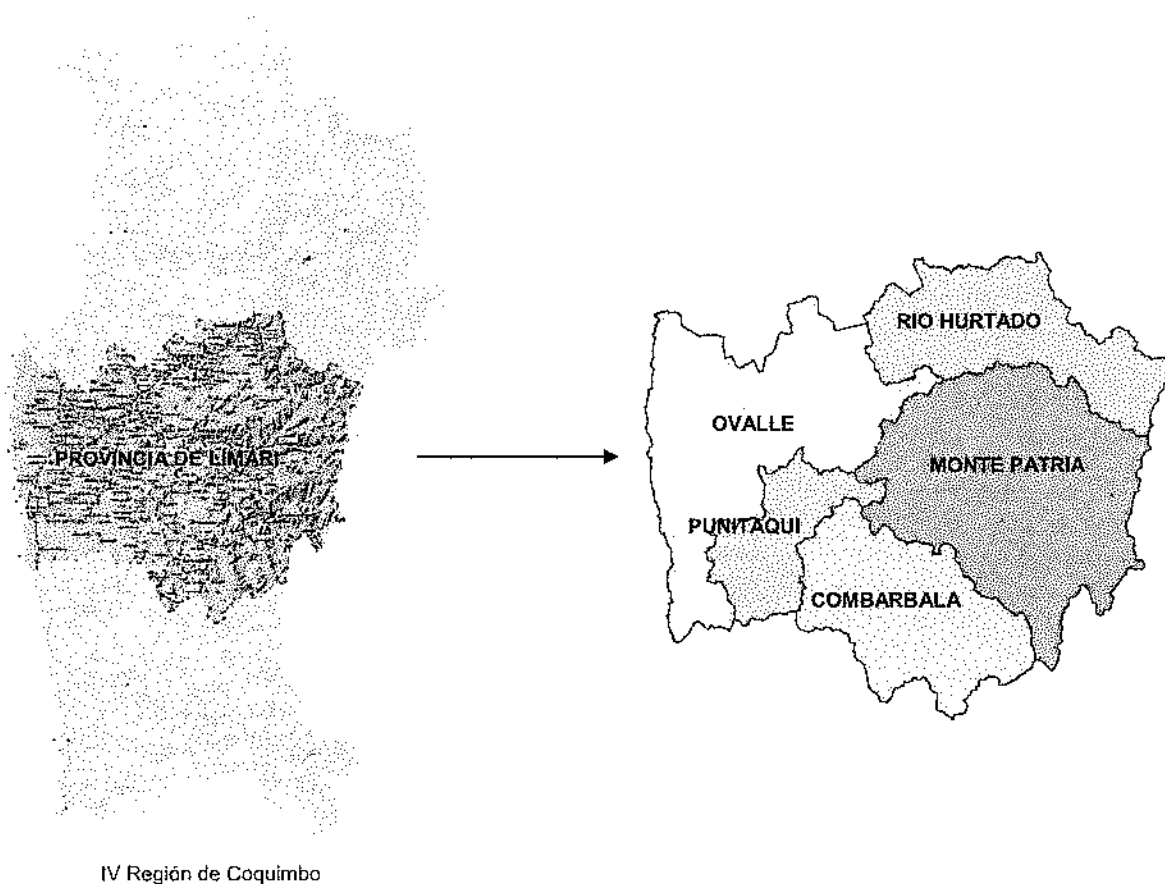 PROVINCIA DE LIMARI
RIO HURTADO
OVALLE
MONTE PATRIA
PUNITAQUI
COMBARBALA
IV Región de Coquimbo